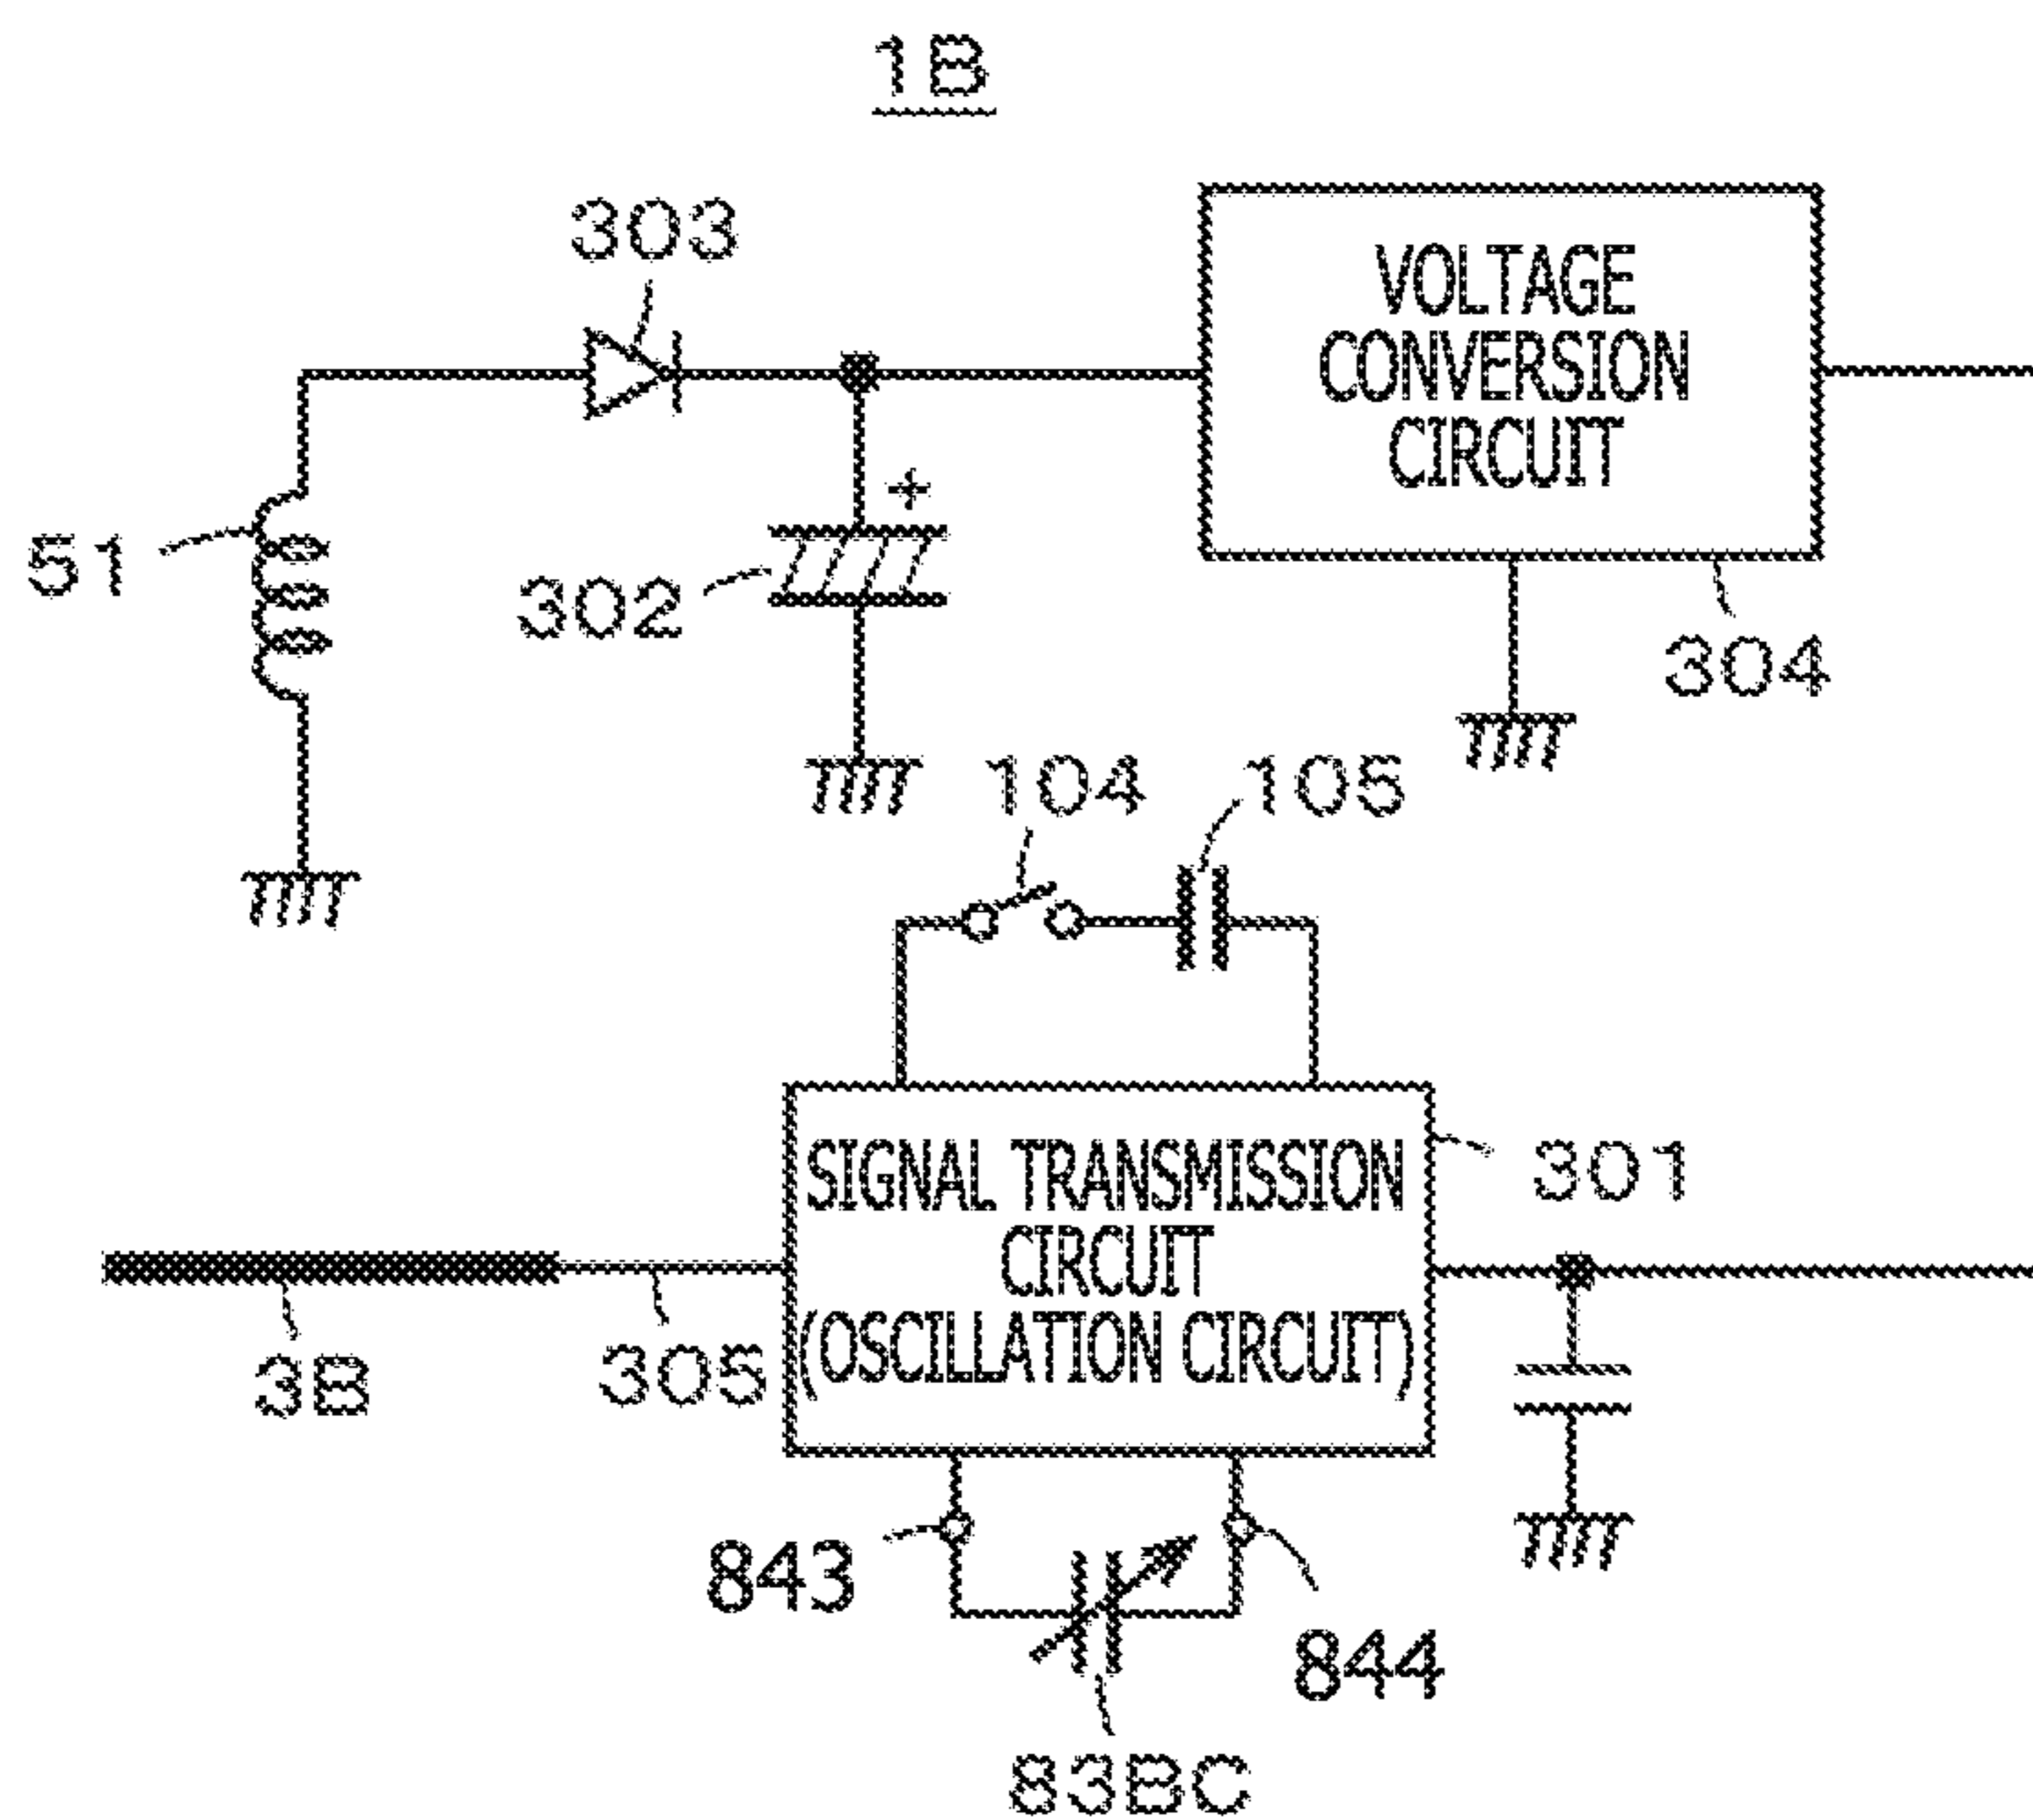 1B
303
VOLTAGE
CONVERSION
CIRCUIT
51
+
302
304
104
105
SIGNAL TRANSMISSION
CIRCUIT
(OSCILLATION CIRCUIT)
301
3B
305
843
844
83BC